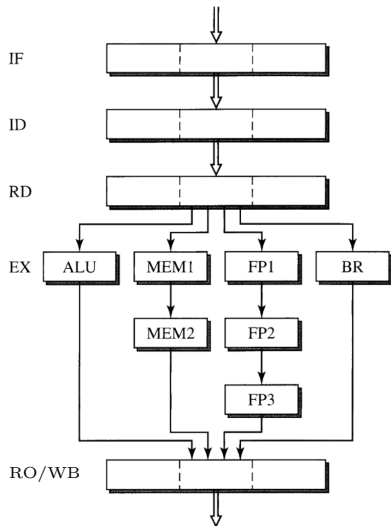 IF
ID
RD
EX
ALU MEM1 FP1 BR
MEM2 FP2
FP3
RO/WB